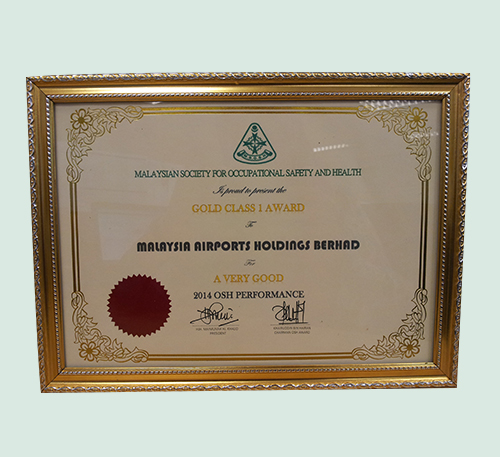 MALAYSIAN SOCIETY FOR OCCUPATIONAL SAFETY AND HEALTH
Is proud to present the
GOLD CLASS 1 AWARD
To
MALAYSIA AIRPORTS HOLDINGS BERHAD
For
A VERY GOOD
2014 OSH PERFORMANCE
PRESIDENT